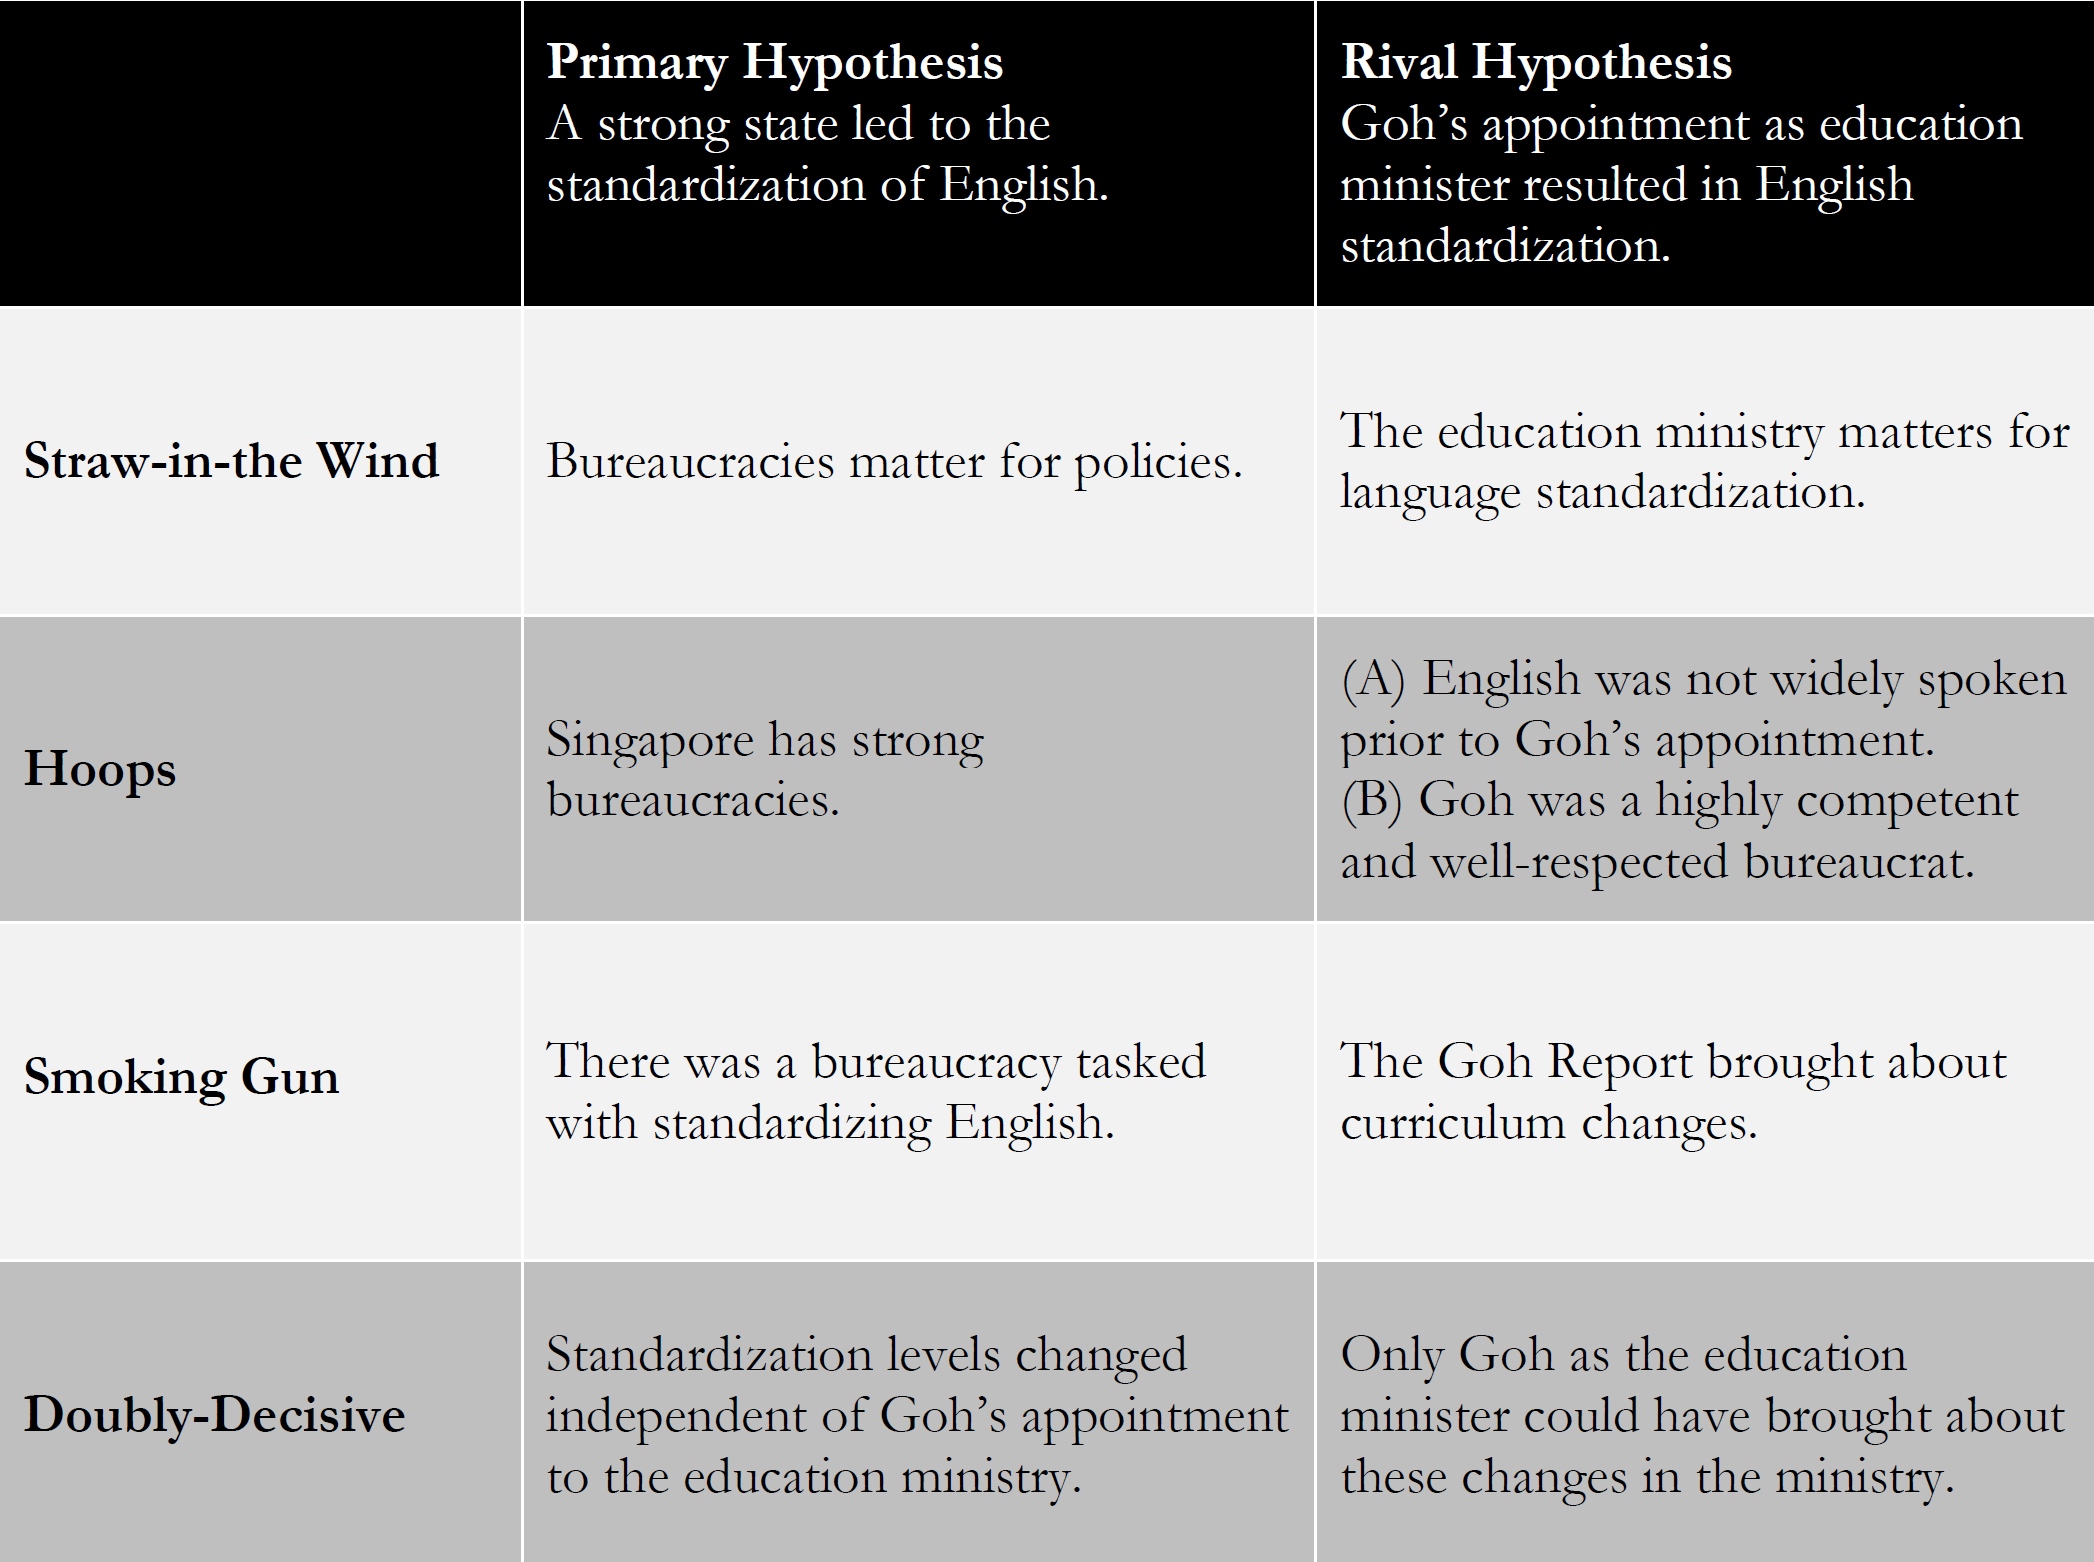 Primary Hypothesis
A strong state led to the
standardization of English.
Rival Hypothesis
Goh’s appointment as education
minister resulted in English
standardization.
Straw-in-the Wind
Bureaucracies matter for policies.
The education ministry matters for
language standardization.
Hoops
Singapore has strong
bureaucracies.
(A) English was not widely spoken
prior to Goh’s appointment.
(B) Goh was a highly competent
and well-respected bureaucrat.
Smoking Gun
There was a bureaucracy tasked
with standardizing English.
The Goh Report brought about
curriculum changes.
Doubly-Decisive
Standardization levels changed
independent of Goh’s appointment
to the education ministry.
Only Goh as the education
minister could have brought about
these changes in the ministry.